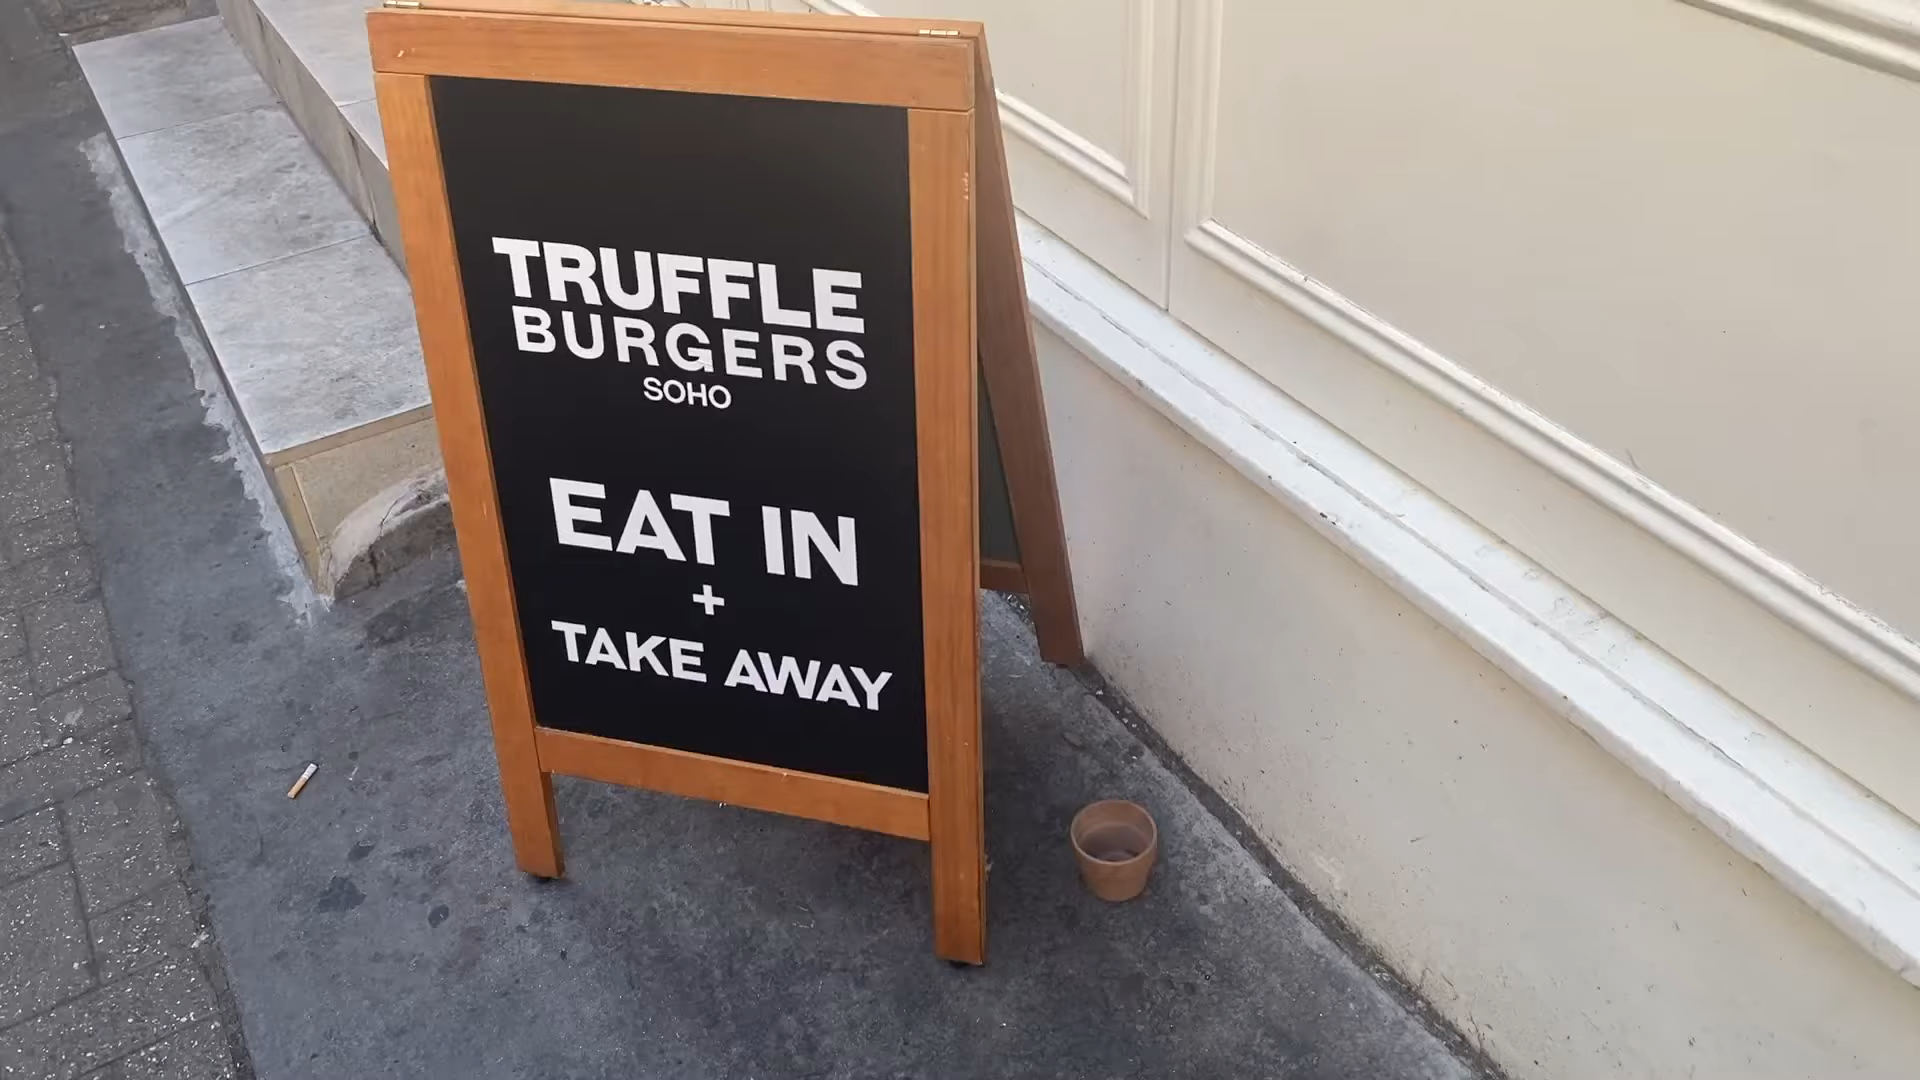 TRUFFLE
BURGERS
SOHO
EAT IN
+
TAKE AWAY